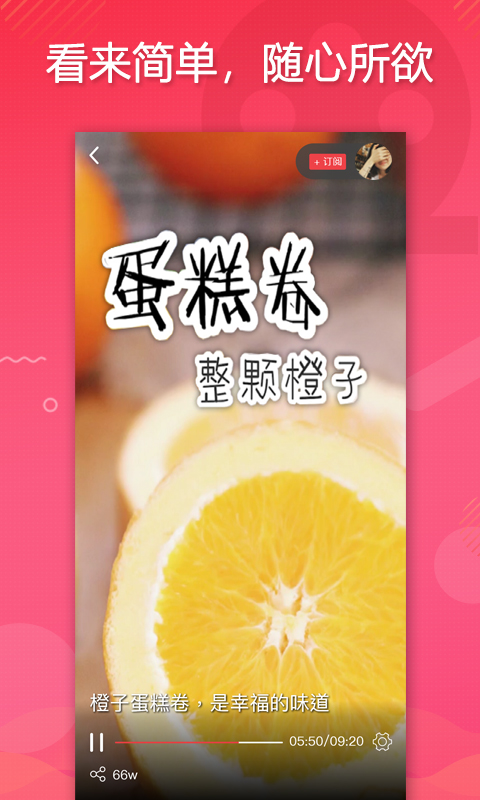 看来简单，随心所欲
+ 订阅
蛋糕卷
整颗橙子
橙子蛋糕卷，是幸福的味道
05:50/09:20
66w